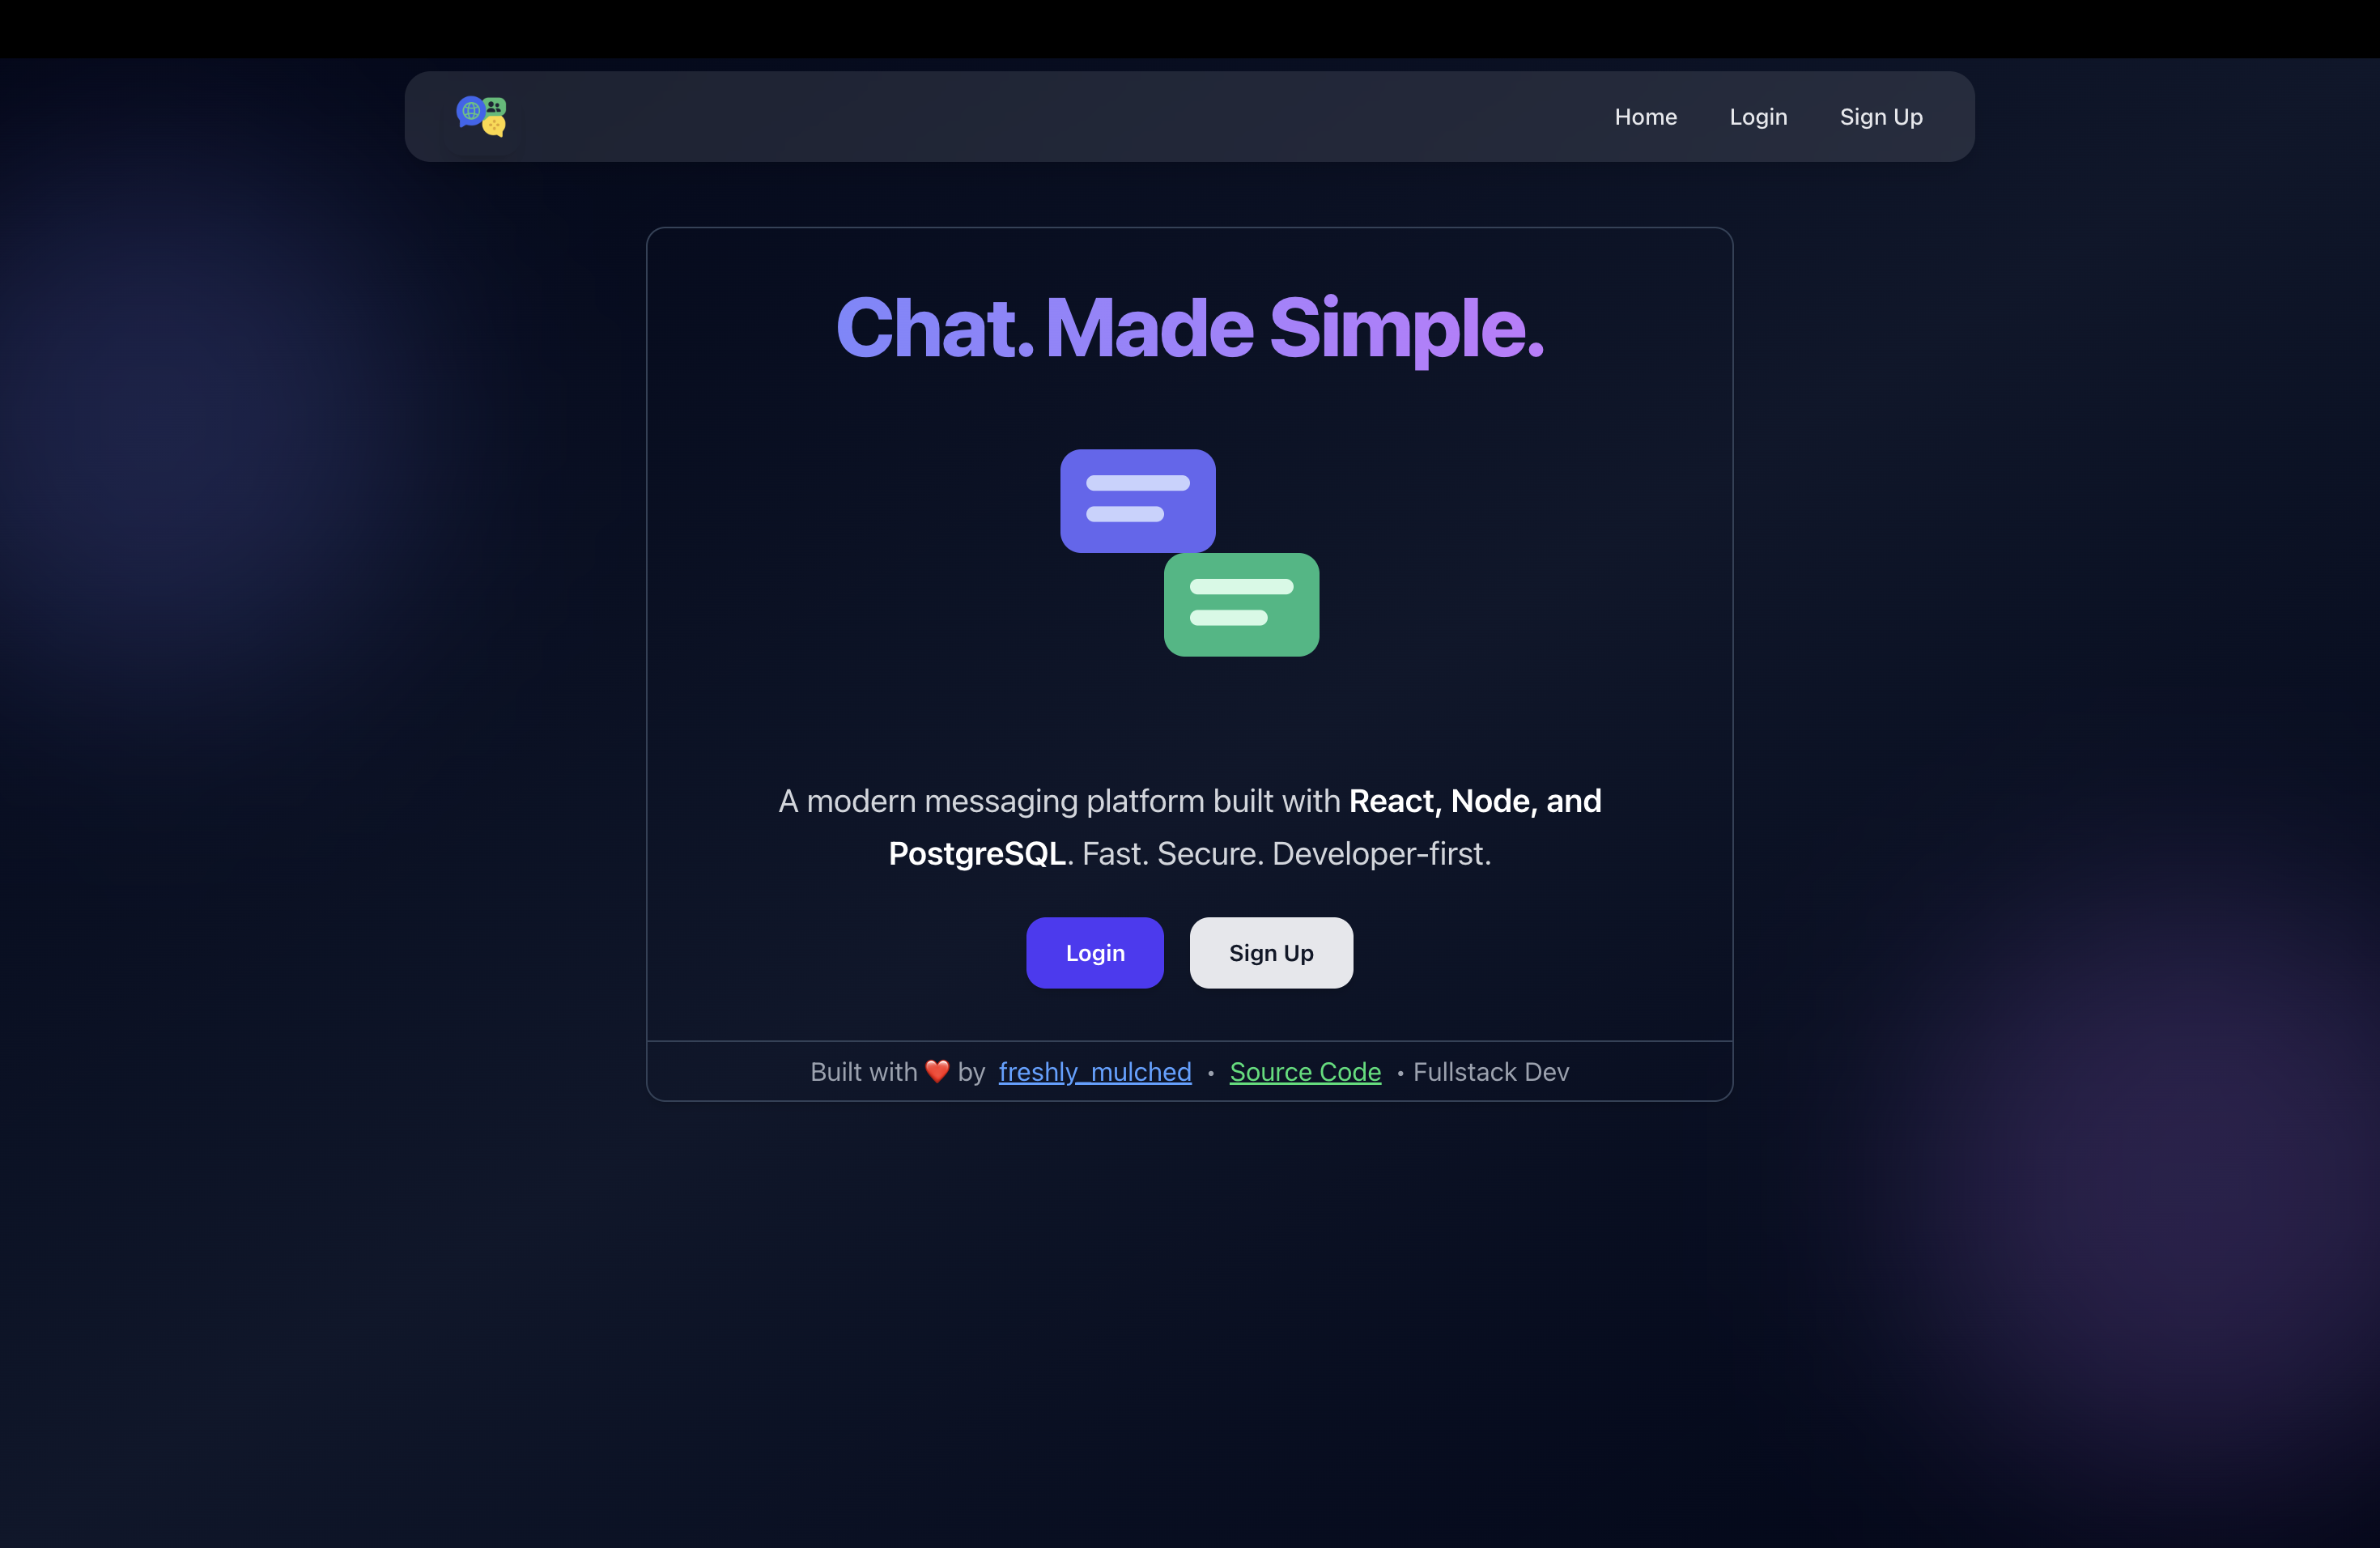 Home Login Sign Up
Chat. Made Simple.
A modern messaging platform built with React, Node, and
PostgreSQL. Fast. Secure. Developer-first.
Login Sign Up
Built with ❤️ by freshly_mulched • Source Code • Fullstack Dev